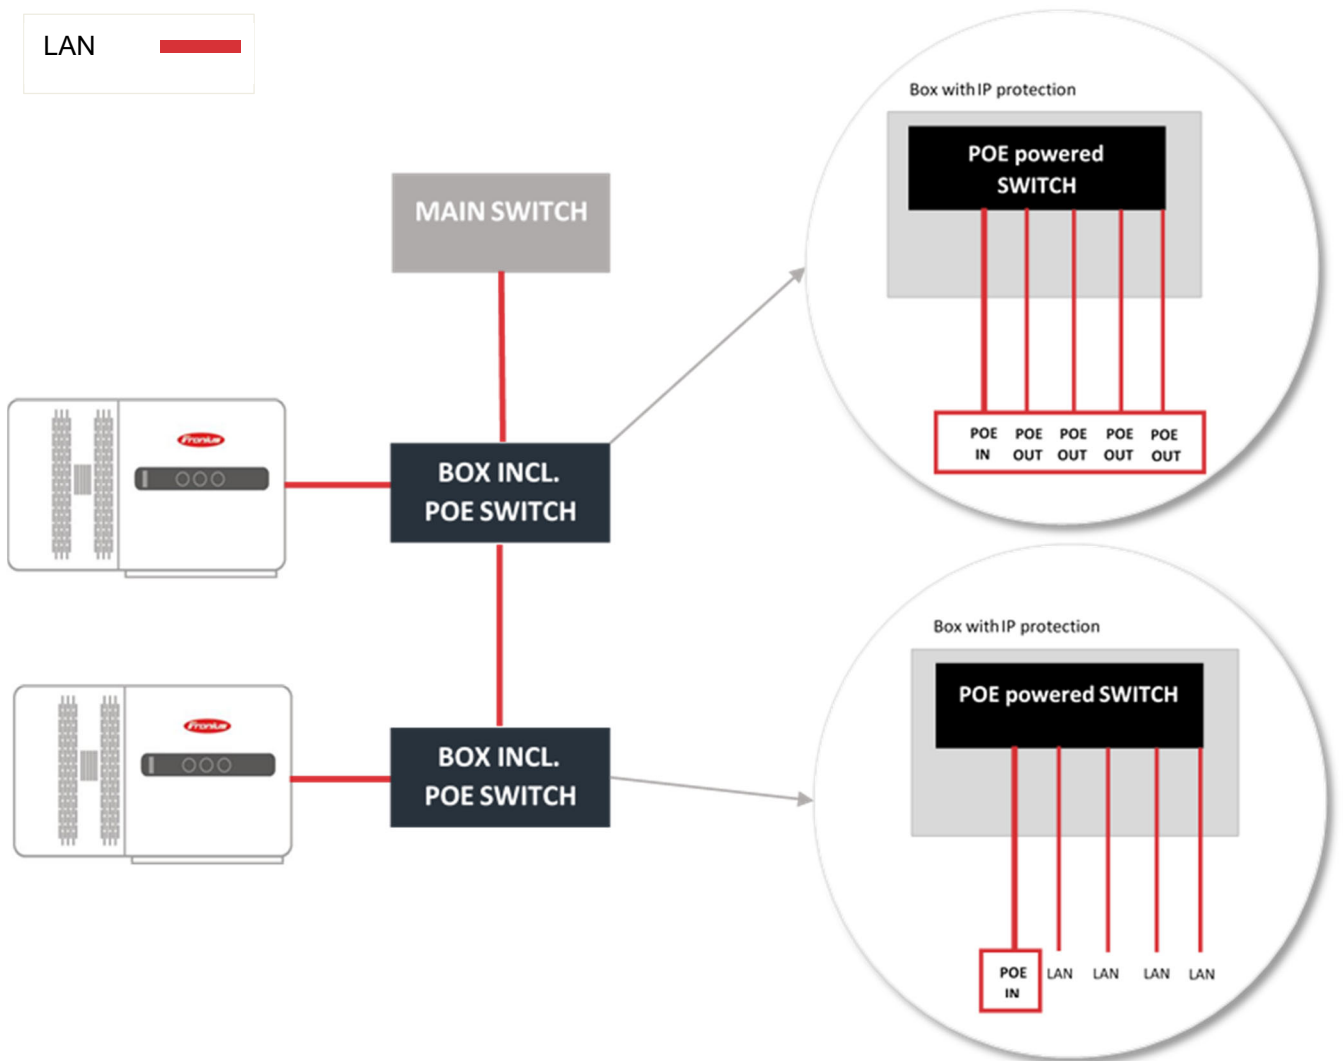 LAN
Box with IP protection
POE powered
SWITCH
MAIN SWITCH
POE POE POE POE POE
IN OUT OUT OUT OUT
Fronius
BOX INCL.
POE SWITCH
Box with IP protection
POE powered SWITCH
Fronius
BOX INCL.
POE SWITCH
POE
IN
LAN LAN LAN LAN